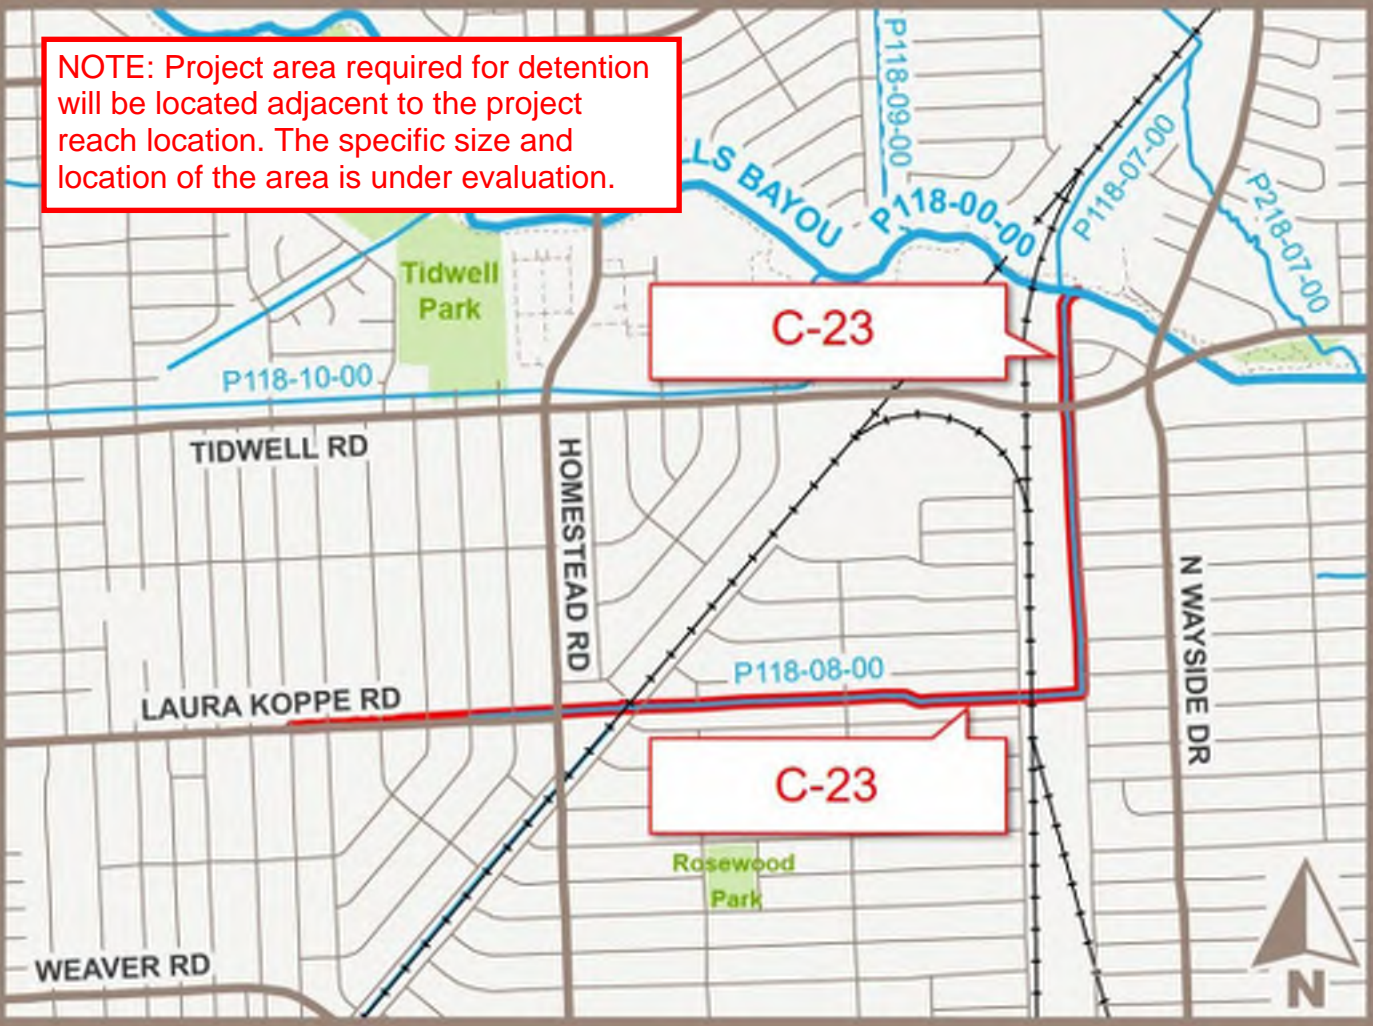 NOTE: Project area required for detention
will be located adjacent to the project
reach location. The specific size and
location of the area is under evaluation.
P118-09-00
LLS BAYOU
P118-00-00
P118-07-00
P218-07-00
Tidwell
Park
C-23
P118-10-00
TIDWELL RD
HOMESTEAD RD
N WAYSIDE DR
P118-08-00
LAURA KOPPE RD
C-23
Rosewood
Park
WEAVER RD
N